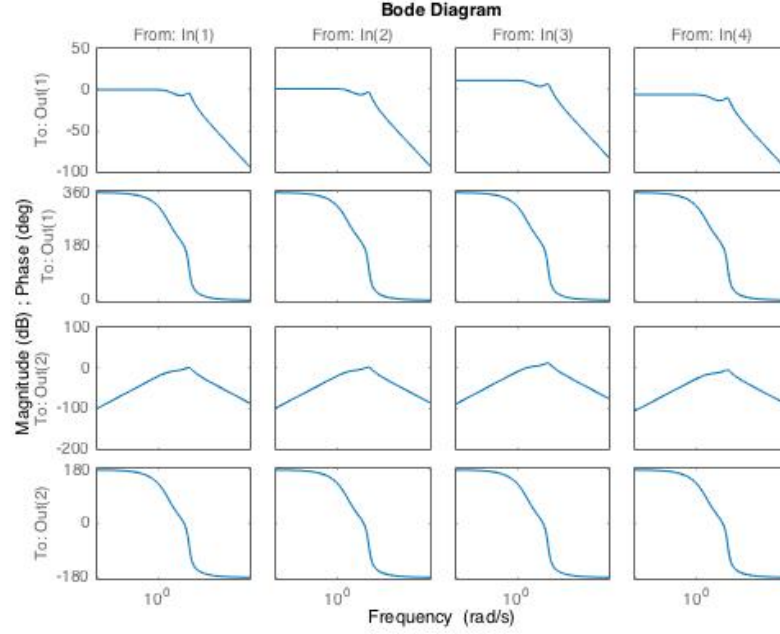 Bode Diagram
From: In(1) From: In(2) From: In(3) From: In(4)
Magnitude (dB) ; Phase (deg)
To: Out(1)
50
0
-50
-100
To: Out(1)
360
180
0
To: Out(2)
100
0
-100
-200
To: Out(2)
180
0
-180
10^0 10^0 10^0 10^0
Frequency (rad/s)